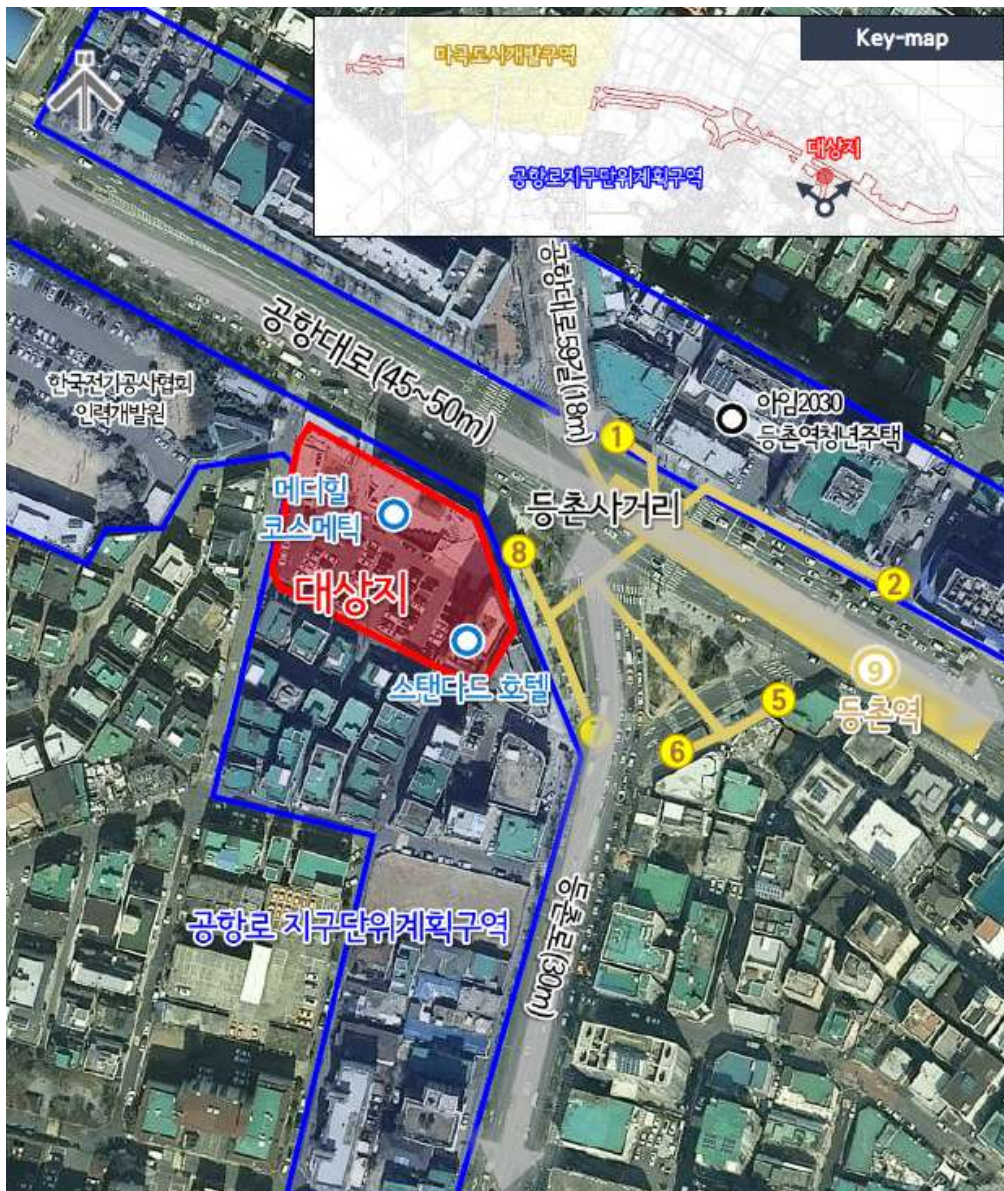 Key-map
마곡도시개발구역
대상지
공항로지구단위계획구역
공항대로59길(18m)
공항대로(45~50m)
한국전기공사협회
인력개발원
아임2030
등촌역청년주택
1
메디힐
코스메틱
등촌사거리
8
2
대상지
9
등촌역
스탠다드 호텔
5
7
6
공항로 지구단위계획구역
등촌로(30m)